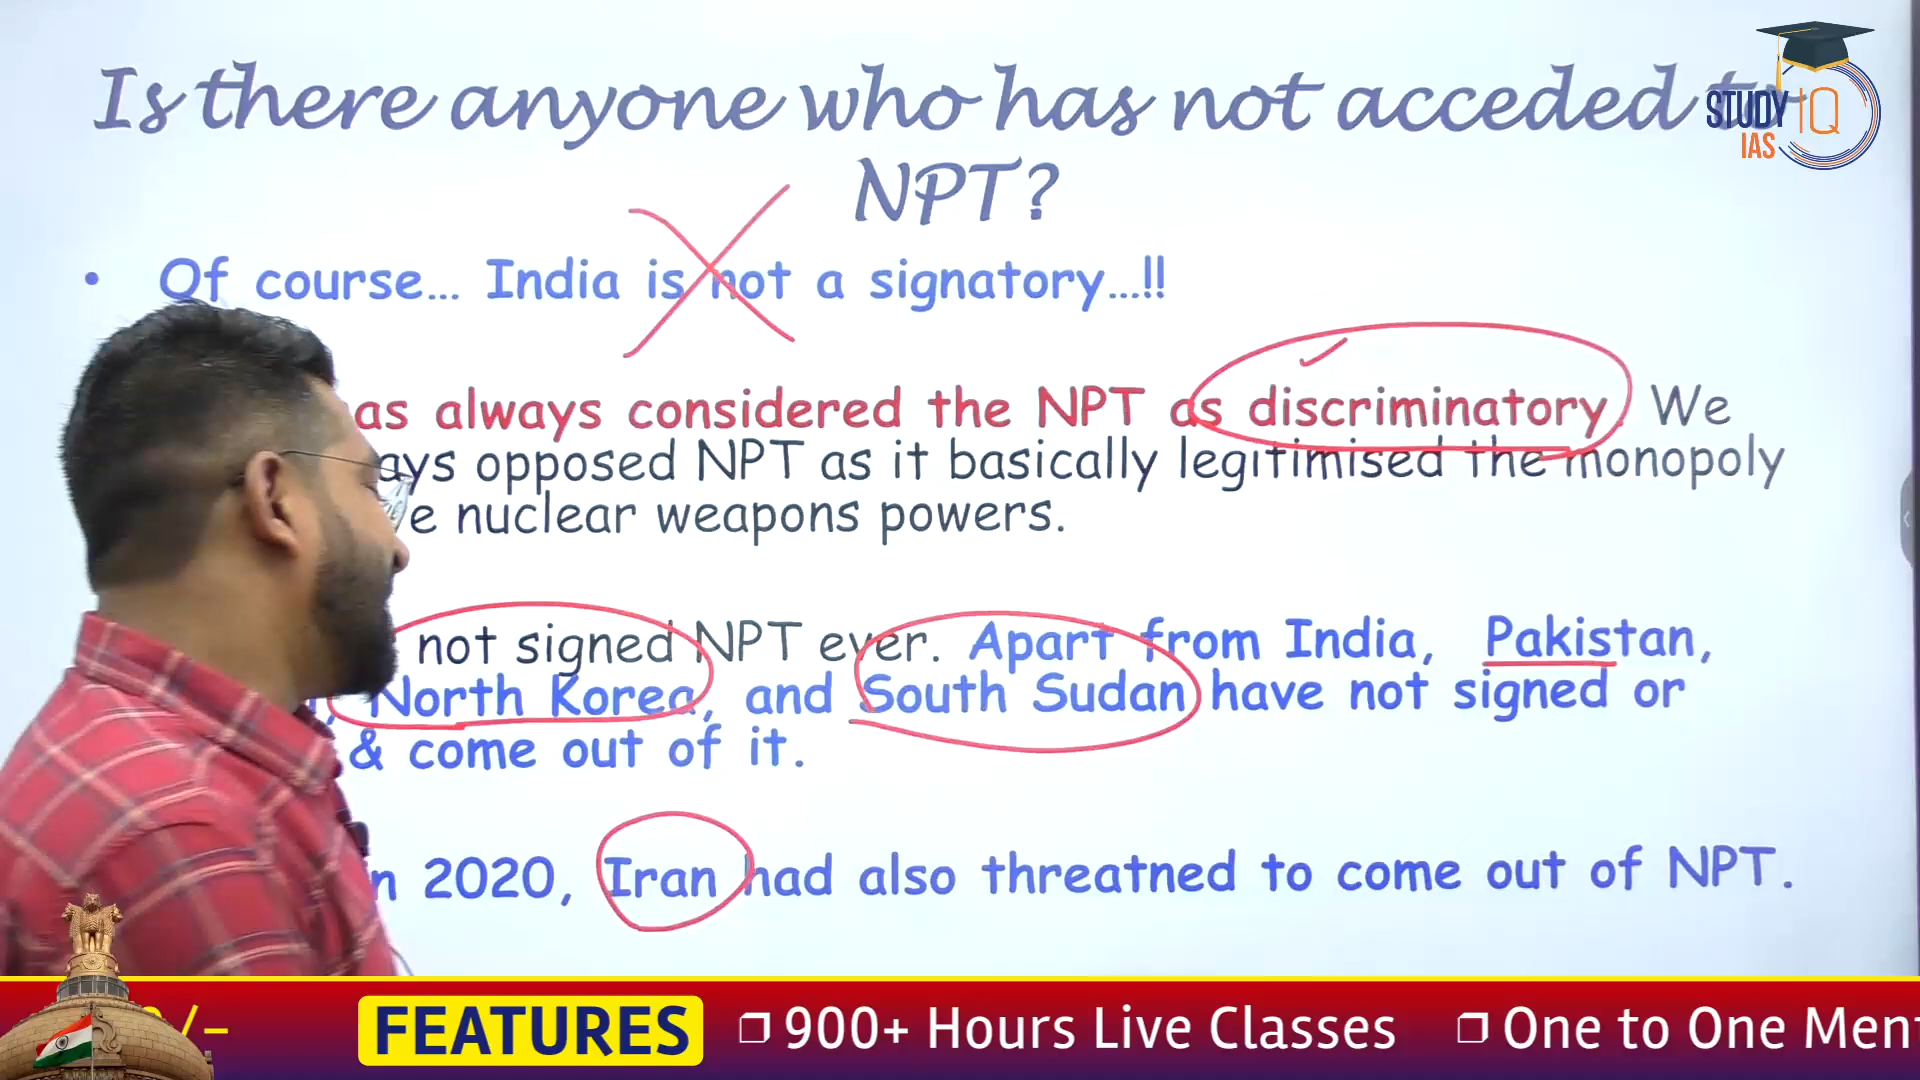 Is there anyone who has not acceded to
NPT?
• Of course... India is not a signatory...!!
as always considered the NPT as discriminatory. We
ays opposed NPT as it basically legitimised the monopoly
e nuclear weapons powers.
not signed NPT ever. Apart from India, Pakistan,
, North Korea, and South Sudan have not signed or
& come out of it.
n 2020, Iran had also threatned to come out of NPT.
STUDY IQ
IAS
/-
FEATURES
900+ Hours Live Classes
One to One Ment